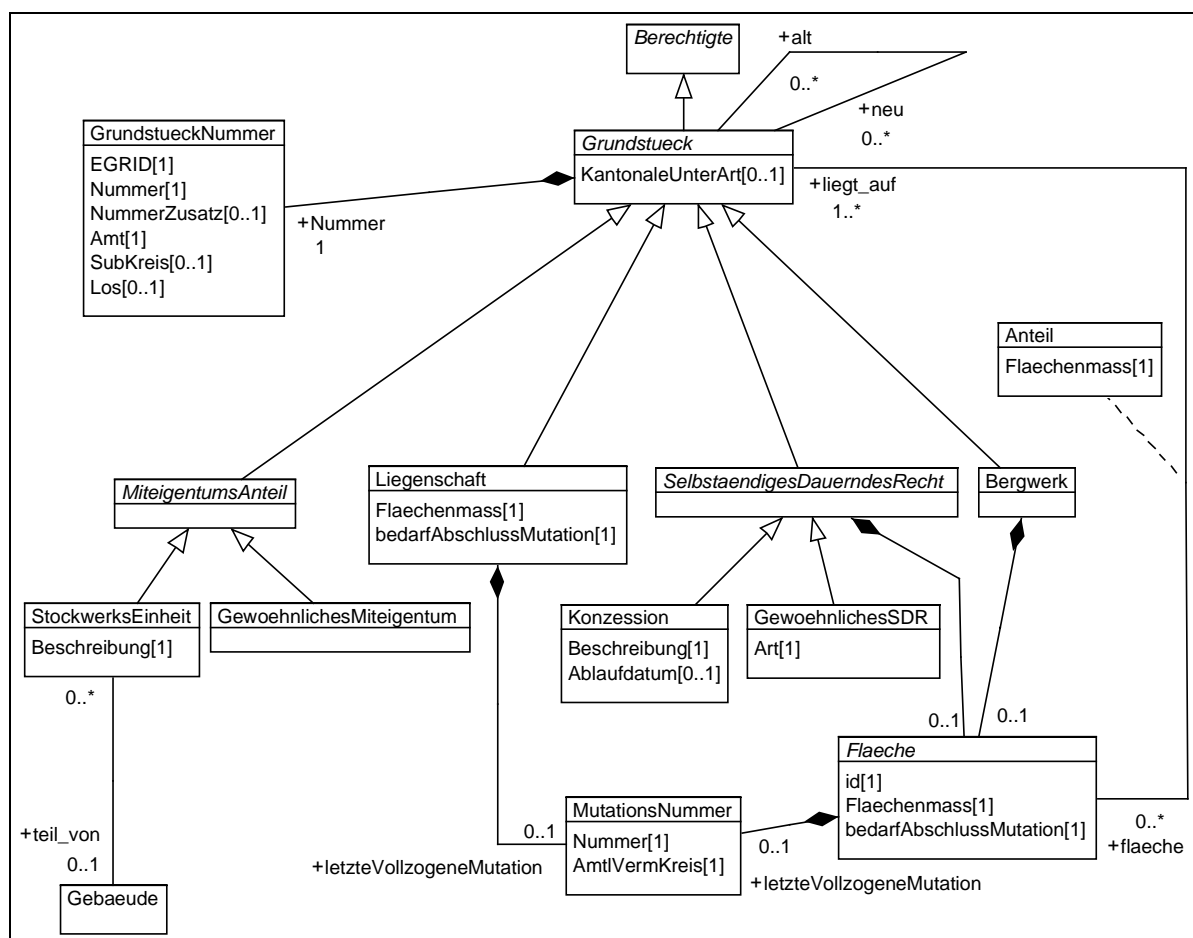 Berechtigte
+alt
0..*
+neu
0..*
GrundstueckNummer
EGRID[1]
Nummer[1]
NummerZusatz[0..1]
Amt[1]
SubKreis[0..1]
Los[0..1]
Grundstueck
KantonaleUnterArt[0..1]
+liegt_auf
1..*
+Nummer
1
Anteil
Flaechenmass[1]
MiteigentumsAnteil
Liegenschaft
Flaechenmass[1]
bedarfAbschlussMutation[1]
SelbstaendigesDauerndesRecht
Bergwerk
StockwerksEinheit
Beschreibung[1]
GewoehnlichesMiteigentum
Konzession
Beschreibung[1]
Ablaufdatum[0..1]
GewoehnlichesSDR
Art[1]
0..*
0..1
0..1
Flaeche
id[1]
Flaechenmass[1]
bedarfAbschlussMutation[1]
+teil_von
0..1
Gebaeude
0..1
+letzteVollzogeneMutation
MutationsNummer
Nummer[1]
AmtlVermKreis[1]
0..1
+letzteVollzogeneMutation
0..*
+flaeche